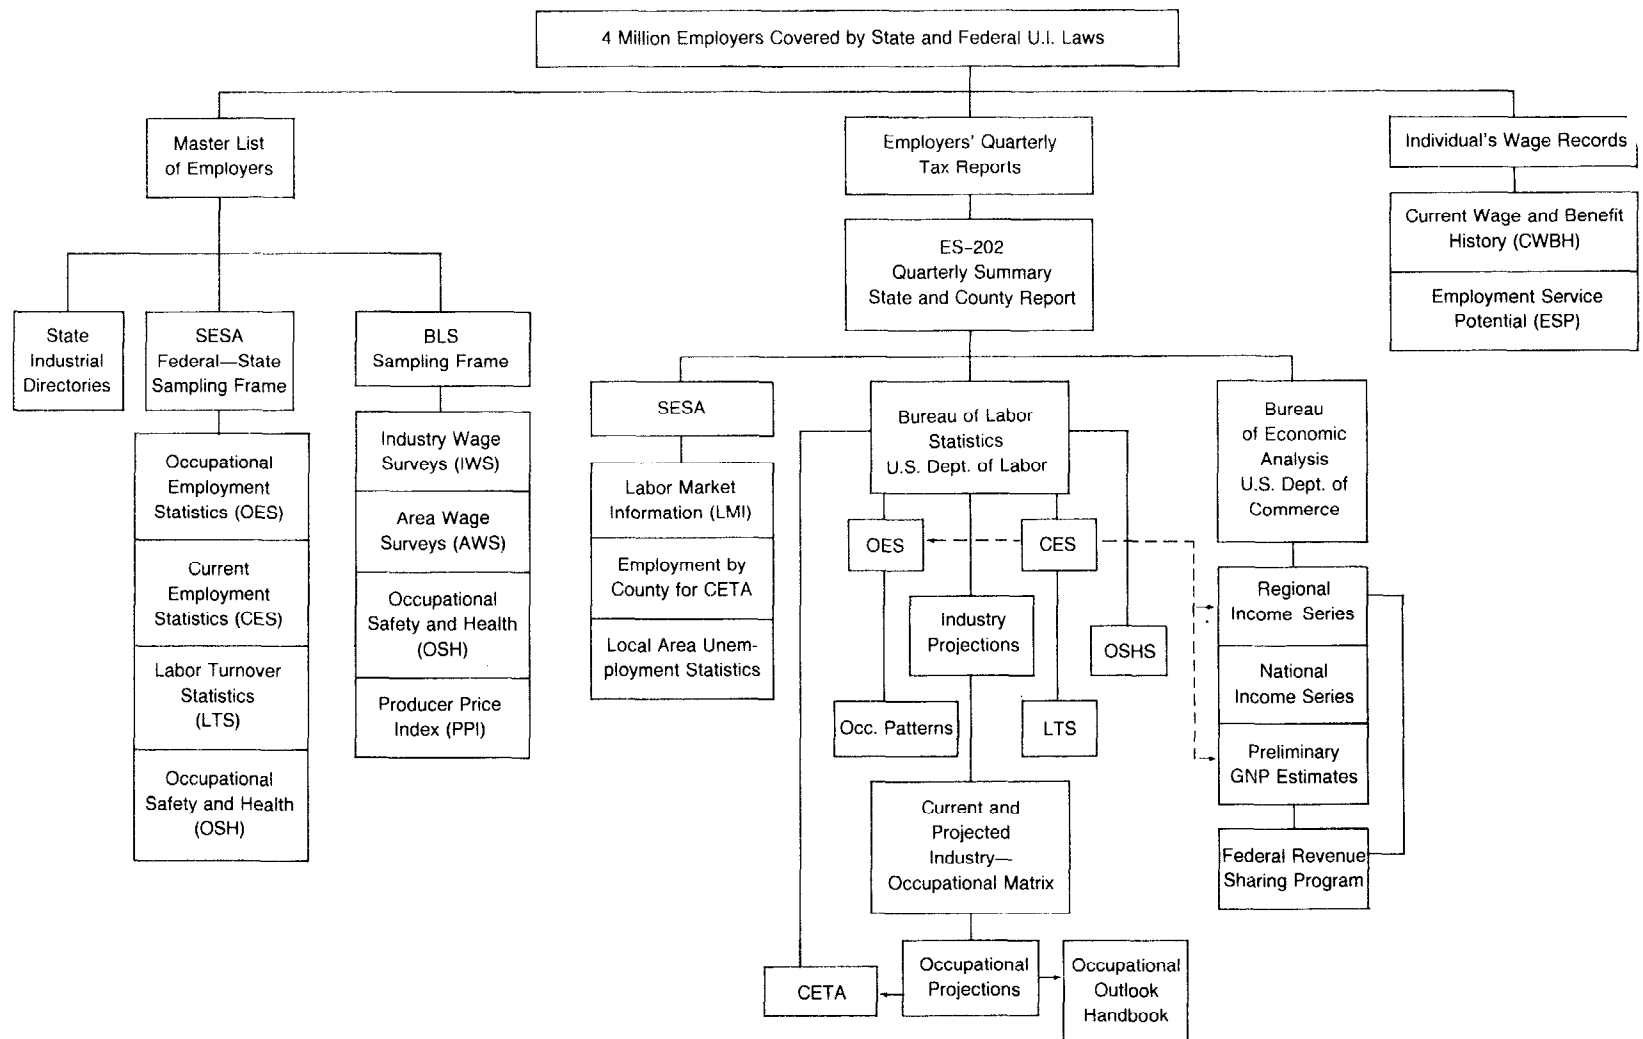 4 Million Employers Covered by State and Federal U.I. Laws
Master List
of Employers
Employers' Quarterly
Tax Reports
Individual's Wage Records
ES-202
Quarterly Summary
State and County Report
Current Wage and Benefit
History (CWBH)
Employment Service
Potential (ESP)
State
Industrial
Directories
SESA
Federal—State
Sampling Frame
BLS
Sampling Frame
Occupational
Employment
Statistics (OES)
Current
Employment
Statistics (CES)
Labor Turnover
Statistics
(LTS)
Occupational
Safety and Health
(OSH)
Industry Wage
Surveys (IWS)
Area Wage
Surveys (AWS)
Occupational
Safety and Health
(OSH)
Producer Price
Index (PPI)
SESA
Labor Market
Information (LMI)
Employment by
County for CETA
Local Area Unem-
ployment Statistics
Bureau of Labor
Statistics
U.S. Dept. of Labor
OES
CES
Industry
Projections
OSHS
Occ. Patterns
LTS
Current and
Projected
Industry—
Occupational Matrix
CETA
Occupational
Projections
Occupational
Outlook
Handbook
Bureau
of Economic
Analysis
U.S. Dept. of
Commerce
Regional
Income Series
National
Income Series
Preliminary
GNP Estimates
Federal Revenue
Sharing Program